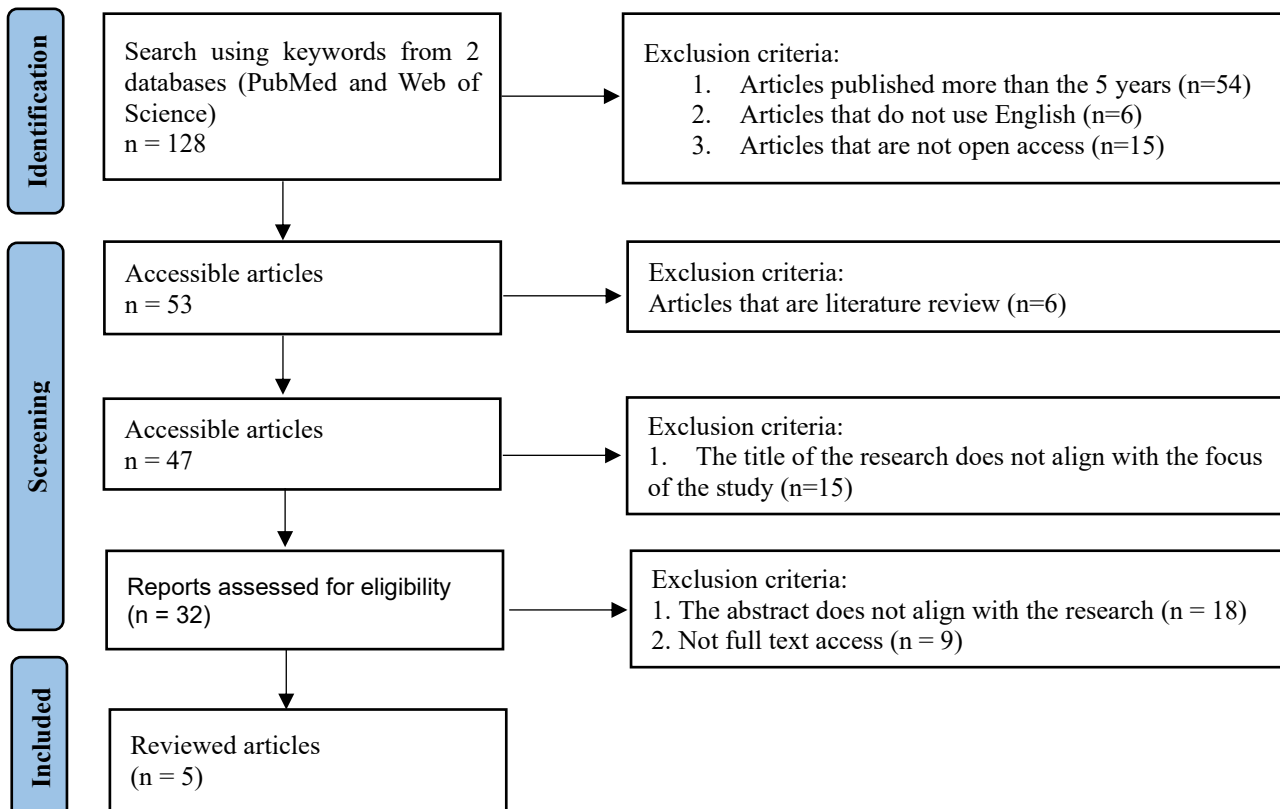 Identification
Search using keywords from 2
databases (PubMed and Web of
Science)
n = 128
Exclusion criteria:
1. Articles published more than the 5 years (n=54)
2. Articles that do not use English (n=6)
3. Articles that are not open access (n=15)
Screening
Accessible articles
n = 53
Exclusion criteria:
Articles that are literature review (n=6)
Accessible articles
n = 47
Exclusion criteria:
1. The title of the research does not align with the focus
of the study (n=15)
Reports assessed for eligibility
(n = 32)
Exclusion criteria:
1. The abstract does not align with the research (n = 18)
2. Not full text access (n = 9)
Included
Reviewed articles
(n = 5)